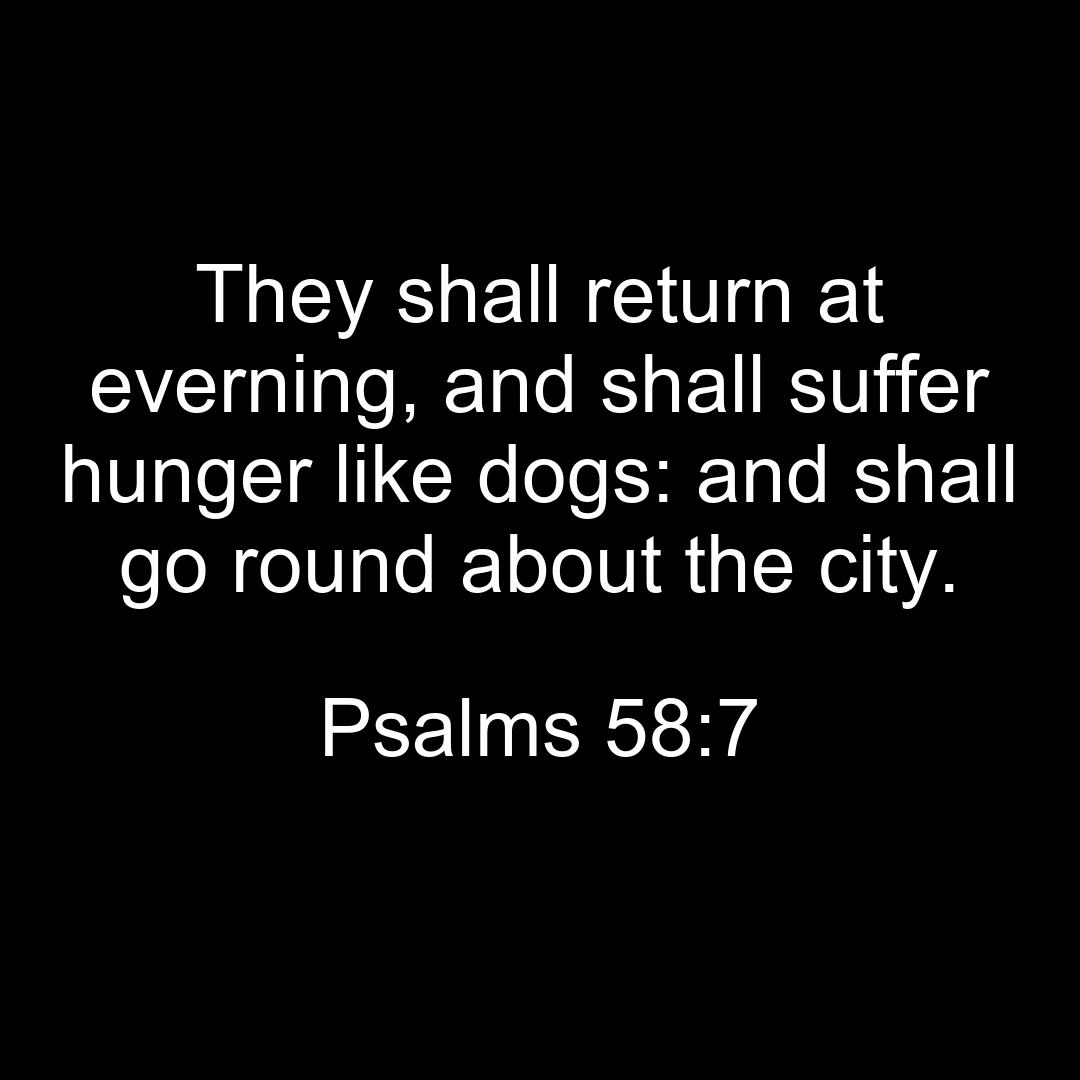 They shall return at
everning, and shall suffer
hunger like dogs: and shall
go round about the city.
Psalms 58:7